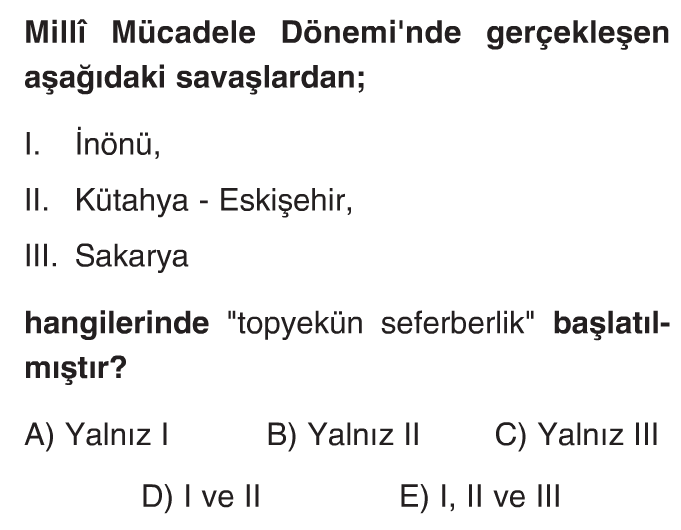 Millî Mücadele Dönemi'nde gerçekleşen
aşağıdaki savaşlardan;
I. İnönü,
II. Kütahya - Eskişehir,
III. Sakarya
hangilerinde "topyekün seferberlik" başlatıl-
mıştır?
A) Yalnız I B) Yalnız II C) Yalnız III
D) I ve II E) I, II ve III